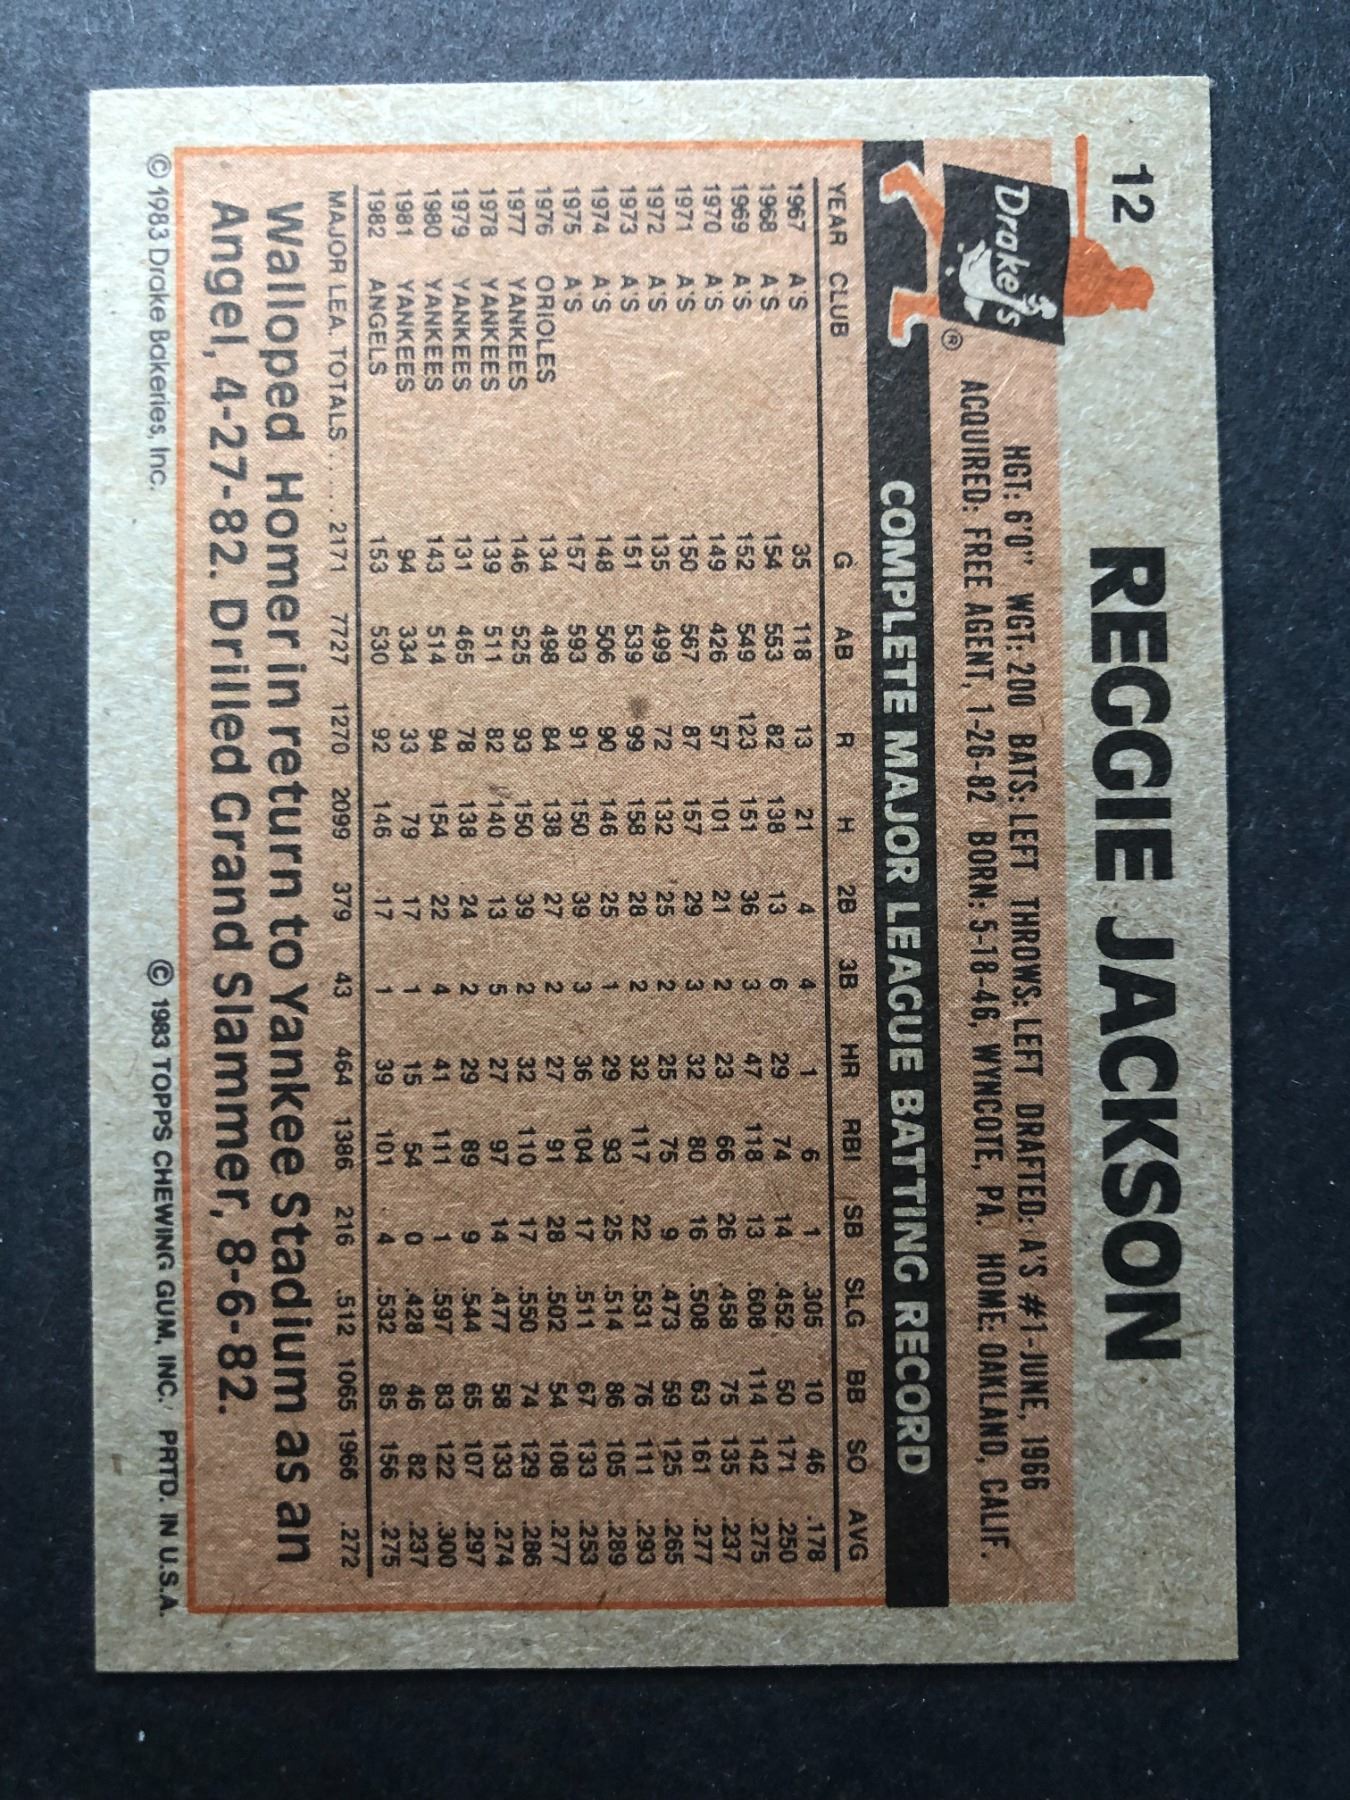 12 REGGIE JACKSON
Drake's ®
HGT: 6'0" WGT: 200 BATS: LEFT THROWS: LEFT DRAFTED: A'S #1-JUNE, 1966
ACQUIRED: FREE AGENT, 1-26-82 BORN: 5-18-46, WYNCOTE, PA. HOME: OAKLAND, CALIF.
COMPLETE MAJOR LEAGUE BATTING RECORD
YEAR CLUB G AB R H 2B 3B HR RBI SB SLG BB SO AVG
1967 A'S 35 118 13 21 4 4 1 6 1 .305 10 46 .178
1968 A'S 154 553 82 138 13 6 29 74 14 .452 50 171 .250
1969 A'S 152 549 123 151 36 3 47 118 13 .608 114 142 .275
1970 A'S 149 426 57 101 21 2 23 66 26 .458 75 135 .237
1971 A'S 150 567 87 157 29 3 32 80 16 .508 63 161 .277
1972 A'S 135 499 72 132 25 2 25 75 9 .473 59 125 .265
1973 A'S 151 539 99 158 28 2 32 117 22 .531 76 111 .293
1974 A'S 148 506 90 146 25 1 29 93 25 .514 86 105 .289
1975 A'S 157 593 91 150 39 3 36 104 17 .511 67 133 .253
1976 ORIOLES 134 498 84 138 27 2 27 91 28 .502 54 108 .277
1977 YANKEES 146 525 93 150 39 2 32 110 17 .550 74 129 .286
1978 YANKEES 139 511 82 140 13 5 27 97 14 .477 58 133 .274
1979 YANKEES 131 465 78 138 24 2 29 89 9 .544 65 107 .297
1980 YANKEES 143 514 94 154 22 4 41 111 1 .597 83 122 .300
1981 YANKEES 94 334 33 79 17 1 15 54 0 .428 46 82 .237
1982 ANGELS 153 530 92 146 17 1 39 101 4 .532 85 156 .275
MAJOR LEA. TOTALS.... 2171 7727 1270 2099 379 43 464 1386 216 .512 1065 1966 .272
Walloped Homer in return to Yankee Stadium as an
Angel, 4-27-82. Drilled Grand Slammer, 8-6-82.
© 1983 Drake Bakeries, Inc. © 1983 TOPPS CHEWING GUM, INC. PRTD. IN U.S.A.